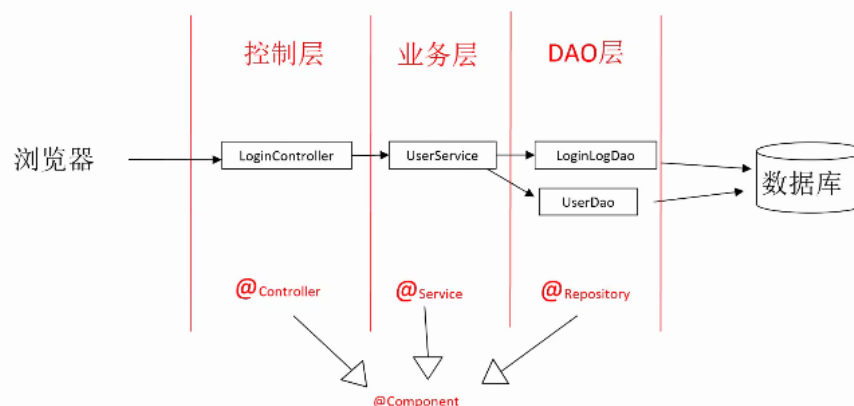 控制层 业务层 DAO层
浏览器 LoginController UserService LoginLogDao
数据库
UserDao
@Controller @Service @Repository
@Component